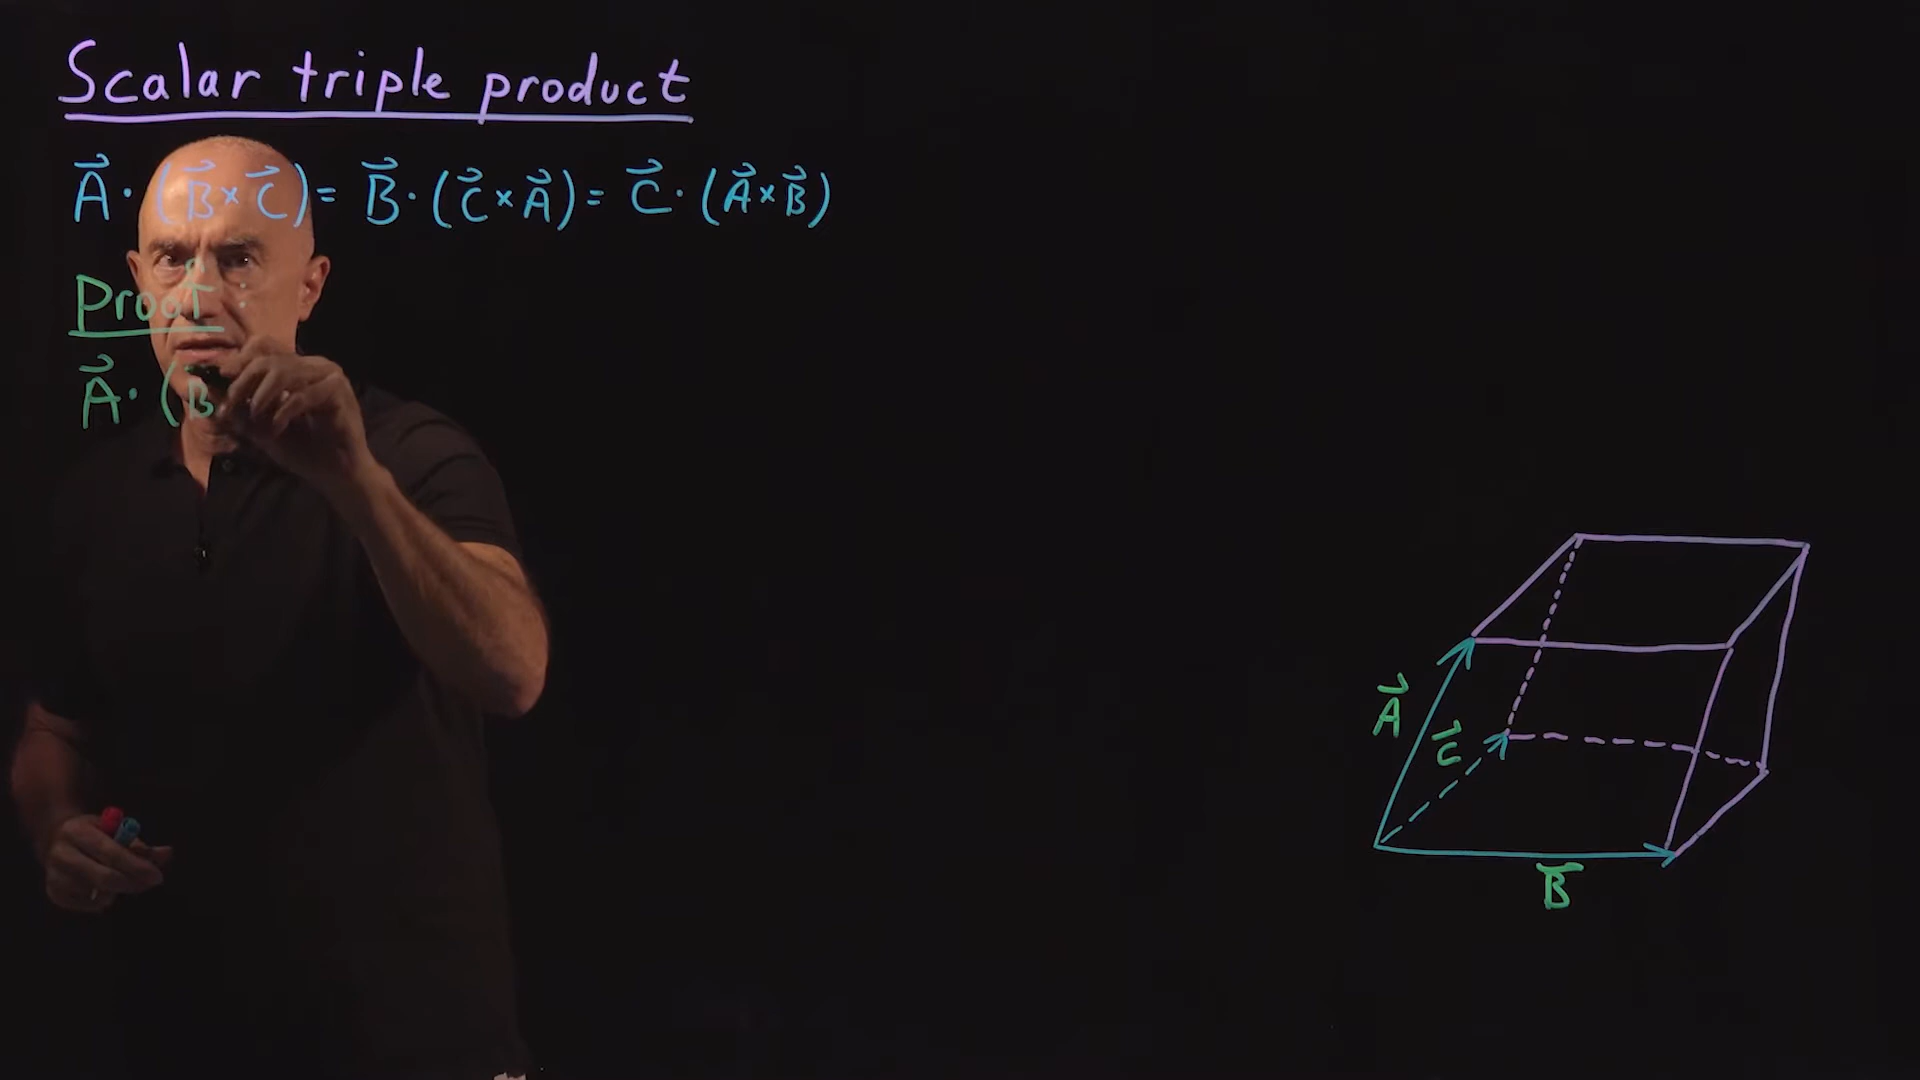 Scalar triple product
A⃗ · (B⃗ × C⃗) = B⃗ · (C⃗ × A⃗) = C⃗ · (A⃗ × B⃗)
Proof:
A⃗ · (B⃗
A⃗
C⃗
B⃗